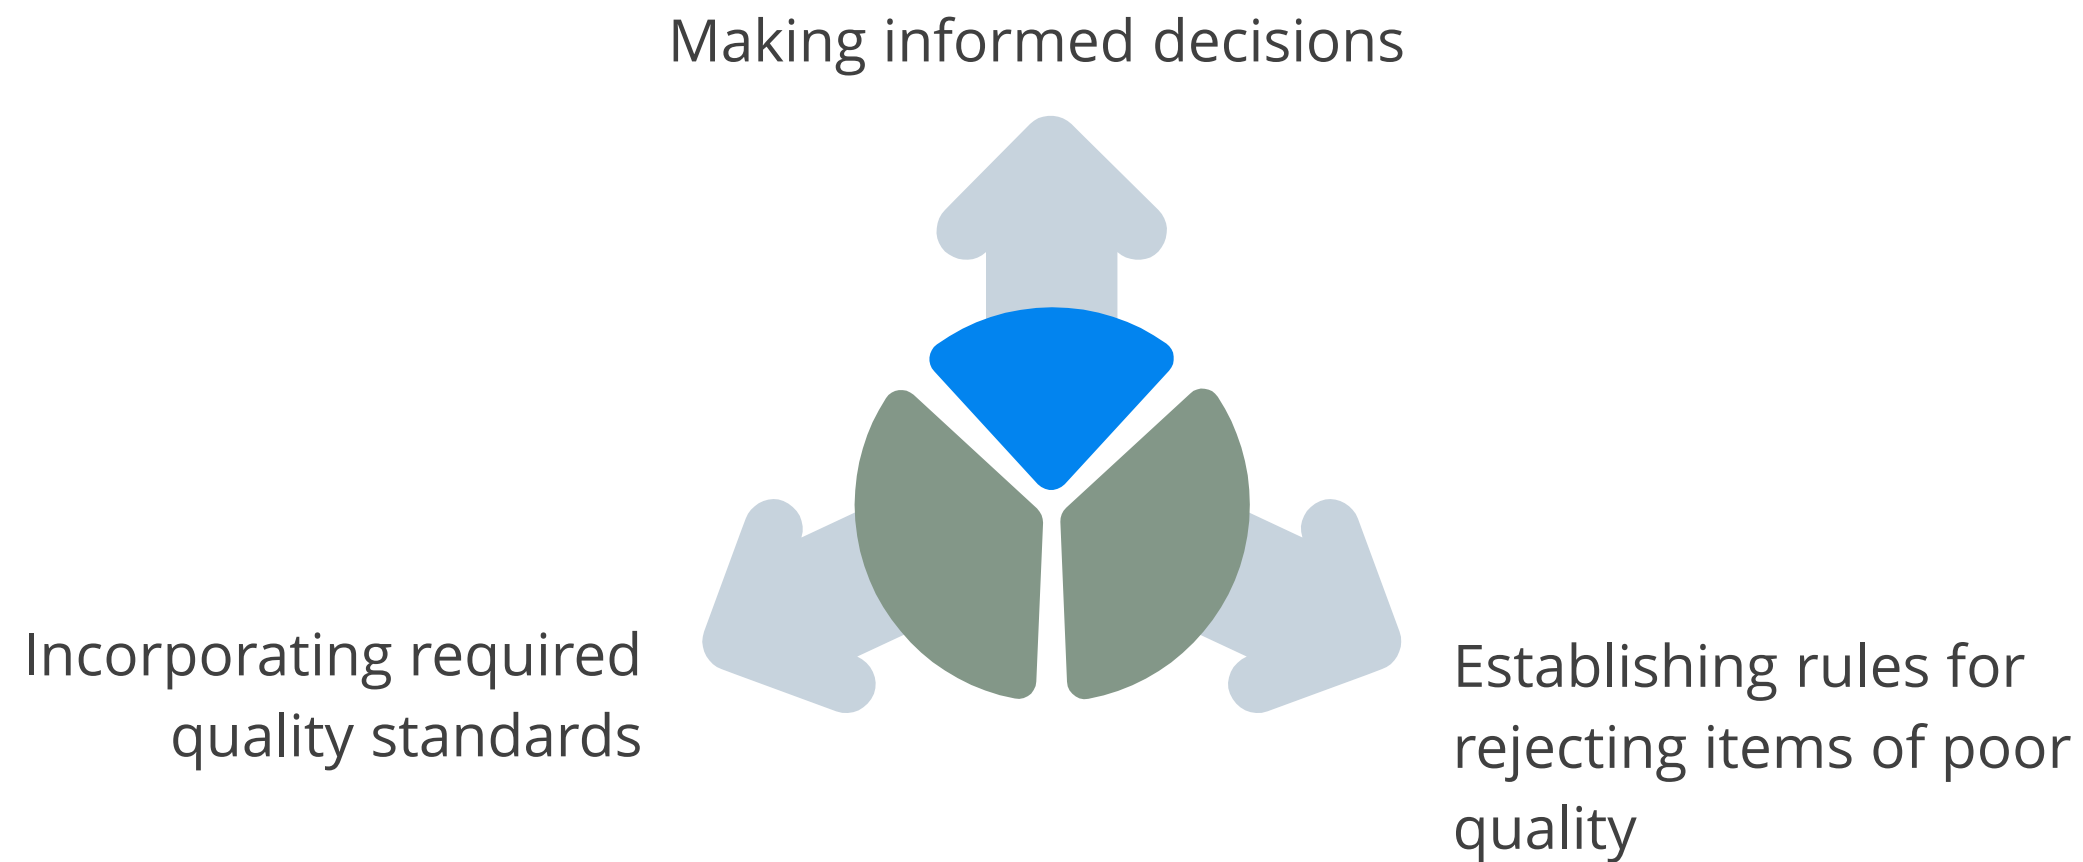 Making informed decisions
Incorporating required
quality standards
Establishing rules for
rejecting items of poor
quality